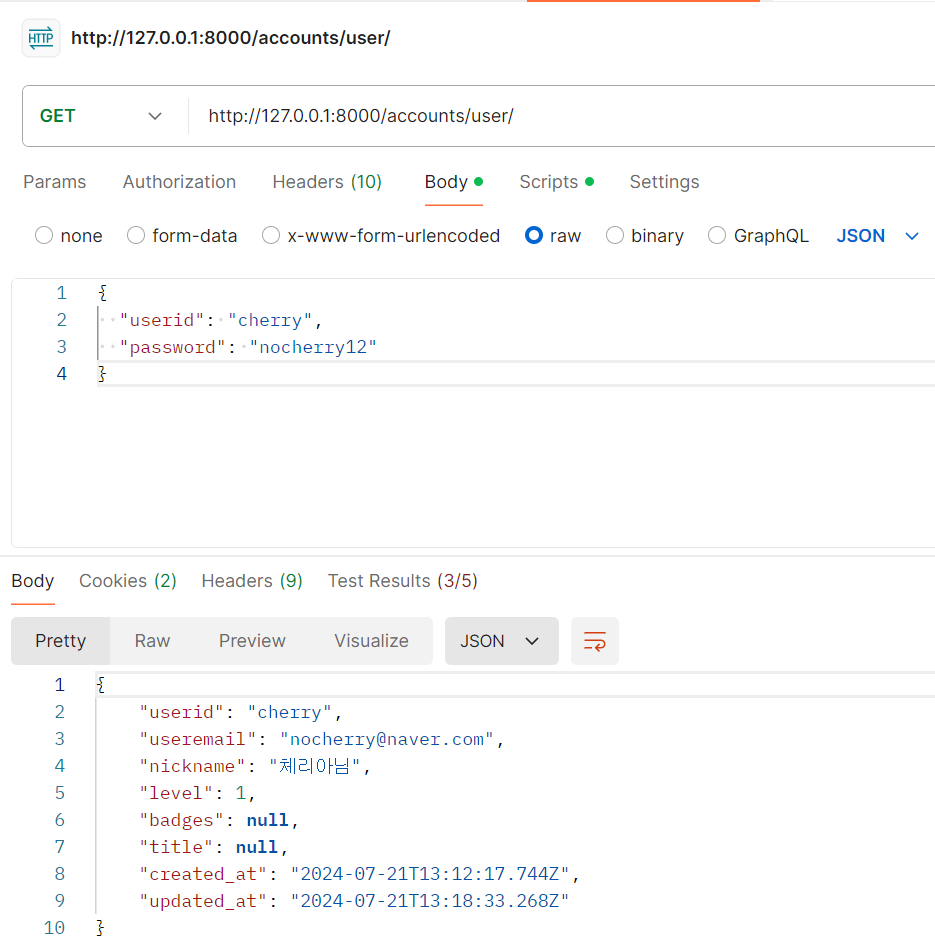 HTTP http://127.0.0.1:8000/accounts/user/
GET http://127.0.0.1:8000/accounts/user/
Params Authorization Headers (10) Body Scripts Settings
none form-data x-www-form-urlencoded raw binary GraphQL JSON
1 {
2 "userid": "cherry",
3 "password": "nocherry12"
4 }
Body Cookies (2) Headers (9) Test Results (3/5)
Pretty Raw Preview Visualize JSON
1 {
2 "userid": "cherry",
3 "useremail": "nocherry@naver.com",
4 "nickname": "체리아님",
5 "level": 1,
6 "badges": null,
7 "title": null,
8 "created_at": "2024-07-21T13:12:17.744Z",
9 "updated_at": "2024-07-21T13:18:33.268Z"
10 }